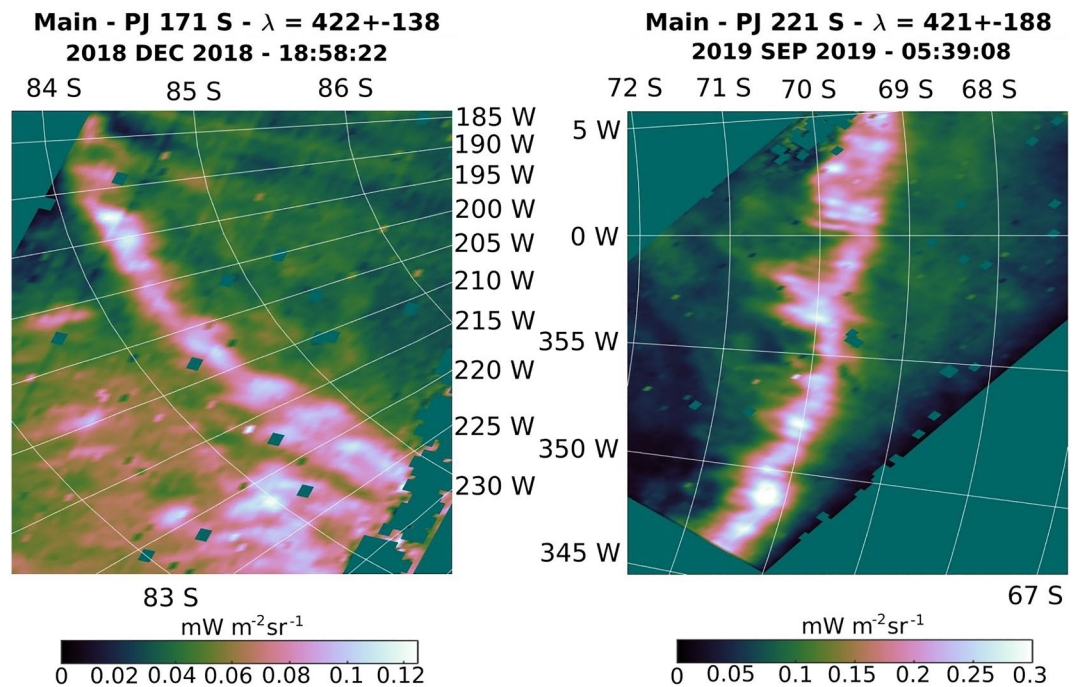 Main - PJ 171 S - λ = 422+-138
2018 DEC 2018 - 18:58:22
84 S
85 S
86 S
185 W
190 W
195 W
200 W
205 W
210 W
215 W
220 W
225 W
230 W
83 S
mW m-2sr-1
0 0.02 0.04 0.06 0.08 0.1 0.12
Main - PJ 221 S - λ = 421+-188
2019 SEP 2019 - 05:39:08
72 S 71 S 70 S 69 S 68 S
5 W
0 W
355 W
350 W
345 W
67 S
mW m-2sr-1
0 0.05 0.1 0.15 0.2 0.25 0.3